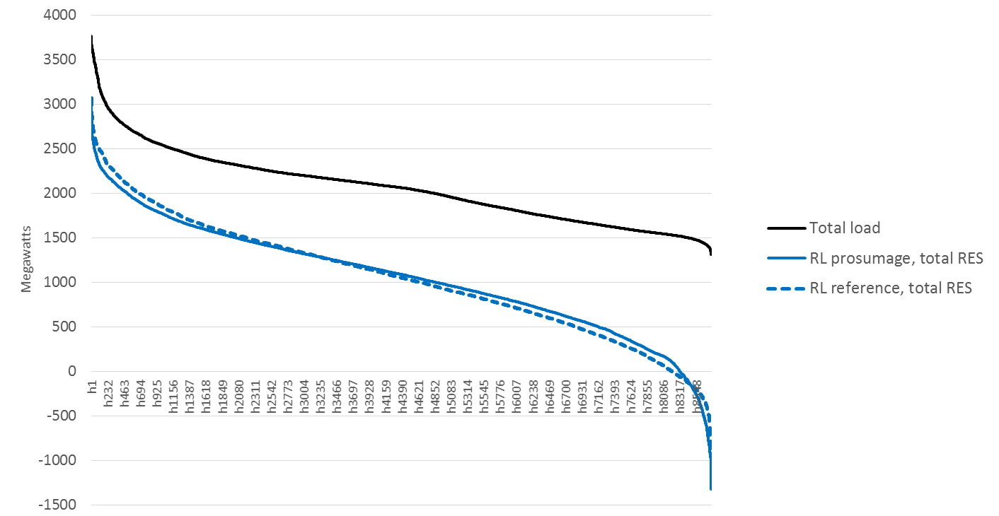 4000
3500
3000
2500
2000
1500
1000
500
0
-500
-1000
-1500
Megawatts
h1
h232
h463
h694
h925
h1156
h1387
h1618
h1849
h2080
h2311
h2542
h2773
h3004
h3235
h3466
h3697
h3928
h4159
h4390
h4621
h4852
h5083
h5314
h5545
h5776
h6007
h6238
h6469
h6700
h6931
h7162
h7393
h7624
h7855
h8086
h8317
h8548
Total load
RL prosumage, total RES
RL reference, total RES